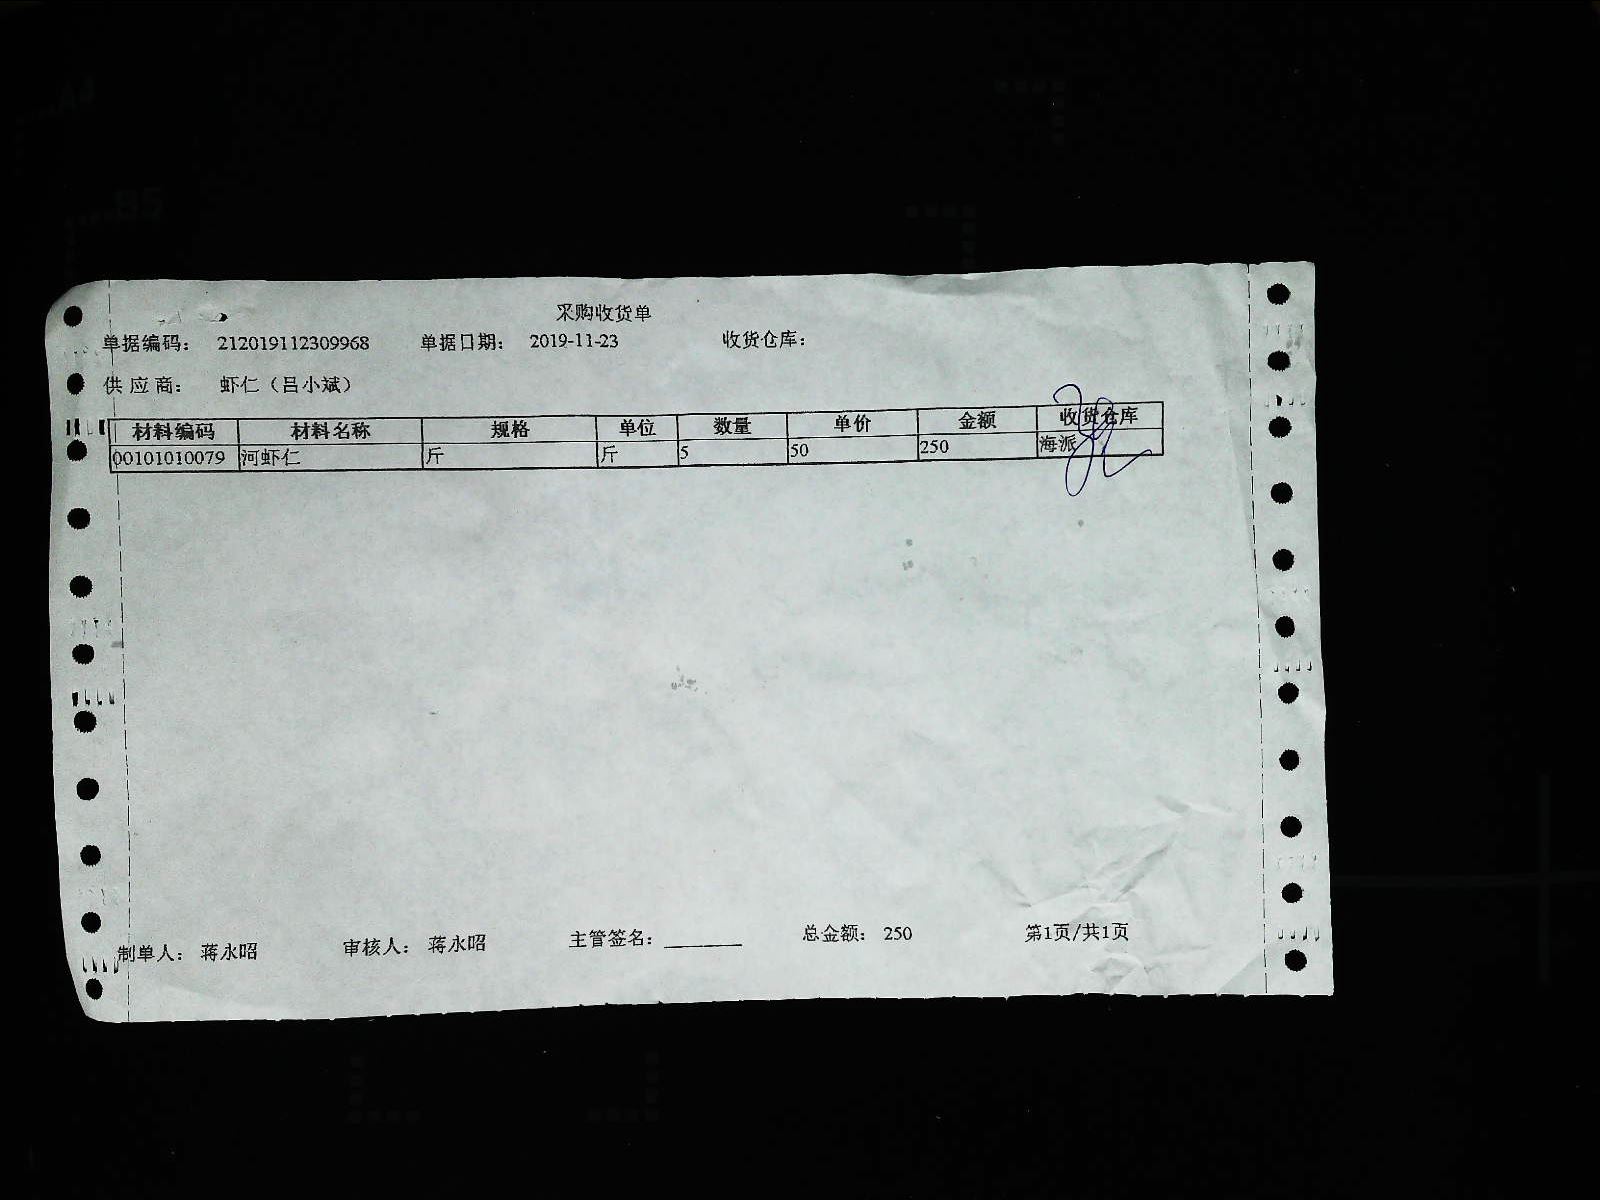 采购收货单
单据编码： 212019112309968 单据日期： 2019-11-23 收货仓库：
供应商： 虾仁（吕小斌）
材料编码 材料名称 规格 单位 数量 单价 金额 收货仓库
00101010079 河虾仁 斤 斤 5 50 250 海派
制单人： 蒋永昭 审核人： 蒋永昭 主管签名：________ 总金额： 250 第1页/共1页